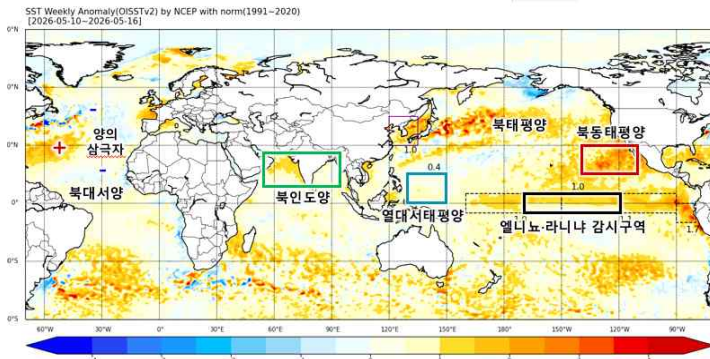 SST Weekly Anomaly(OISSTv2) by NCEP with norm(1991~2020)
[2026-05-10~2026-05-16]
양의
삼극자
북대서양
북인도양
1.0
북태평양
북동태평양
0.4
열대서태평양
1.0
엘니뇨·라니냐 감시구역
1.7
60°W 30°W 0° 30°E 60°E 90°E 120°E 150°E 180° 150°W 120°W 90°W